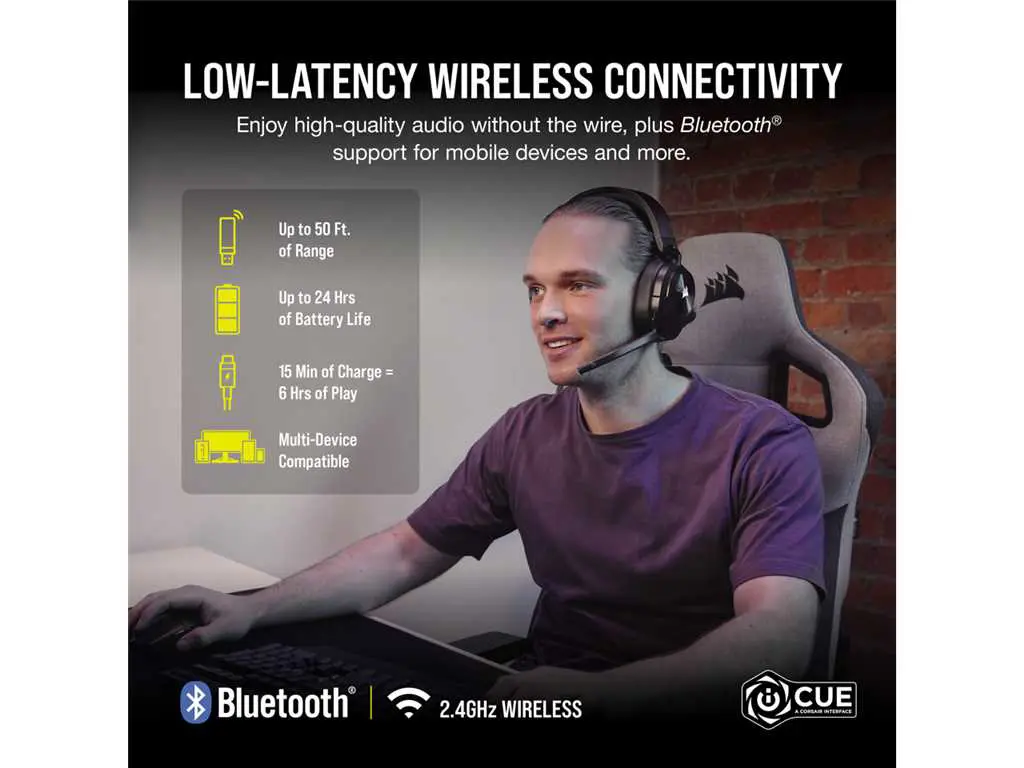 LOW-LATENCY WIRELESS CONNECTIVITY
Enjoy high-quality audio without the wire, plus Bluetooth®
support for mobile devices and more.
Up to 50 Ft.
of Range
Up to 24 Hrs
of Battery Life
15 Min of Charge =
6 Hrs of Play
Multi-Device
Compatible
Bluetooth®
2.4GHz WIRELESS
iCUE
A CORSAIR INTERFACE